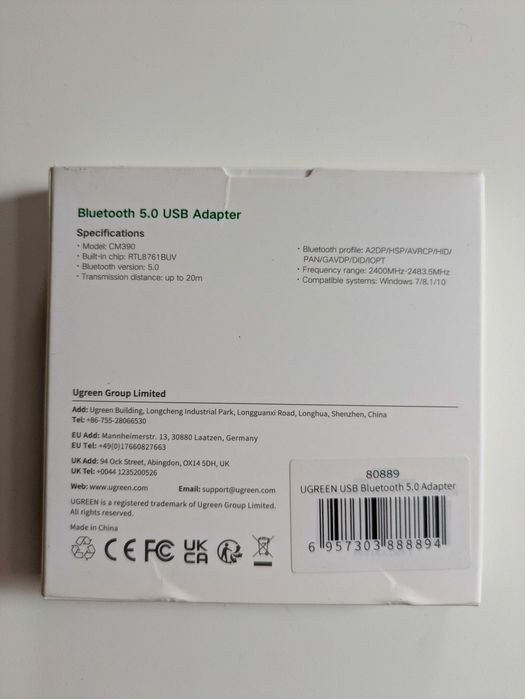 Bluetooth 5.0 USB Adapter
Specifications
· Model: CM390
· Built-in chip: RTL8761BUV
· Bluetooth version: 5.0
· Transmission distance: up to 20m
· Bluetooth profile: A2DP/HSP/AVRCP/HID/
PAN/GAVDP/DID/IOPT
· Frequency range: 2400MHz-2483.5MHz
· Compatible systems: Windows 7/8.1/10
Ugreen Group Limited
Add: Ugreen Building, Longcheng Industrial Park, Longguanxi Road, Longhua, Shenzhen, China
Tel: +86-755-28066530
EU Add: Mannheimerstr. 13, 30880 Laatzen, Germany
EU Tel: +49(0)17660827663
UK Add: 94 Ock Street, Abingdon, OX14 5DH, UK
UK Tel: +0044 1235200526
Web: www.ugreen.com Email: support@ugreen.com
UGREEN is a registered trademark of Ugreen Group Limited.
All rights reserved.
Made in China
CE FC UK
CA
80889
UGREEN USB Bluetooth 5.0 Adapter
6 957303 888894